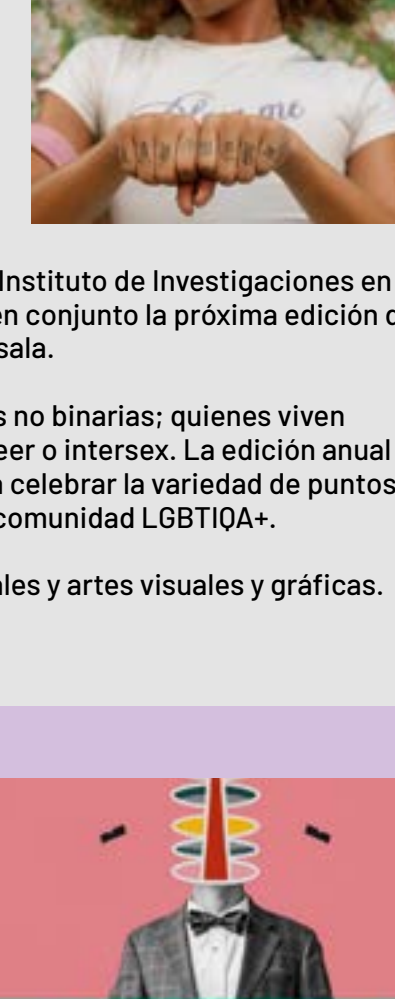 Instituto de Investigaciones en
en conjunto la próxima edición
sala.
s no binarias; quienes viven
eer o intersex. La edición anual
celebrar la variedad de puntos
comunidad LGBTIQA+.
ales y artes visuales y gráficas.